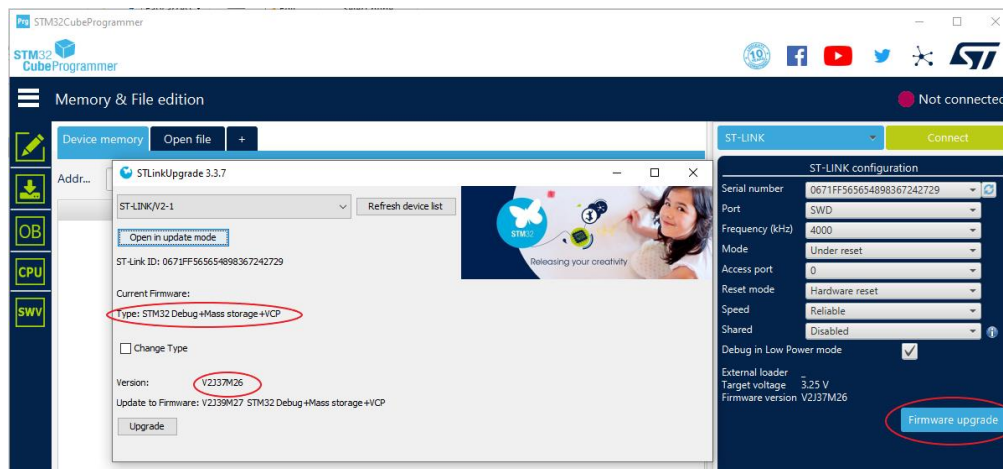 STM32CubeProgrammer
STM32
CubeProgrammer
Memory & File edition
Not connected
Device memory
Open file
+
Addr...
ST-LINK
Connect
ST-LINK configuration
Serial number 0671FF565654898367242729
Port SWD
Frequency (kHz) 4000
Mode Under reset
Access port 0
Reset mode Hardware reset
Speed Reliable
Shared Disabled
Debug in Low Power mode
External loader _
Target voltage 3.25 V
Firmware version V2J37M26
Firmware upgrade
OB
CPU
SWV
STLinkUpgrade 3.3.7
ST-LINK/V2-1
Refresh device list
Open in update mode
ST-Link ID: 0671FF565654898367242729
Current Firmware:
Type: STM32 Debug+Mass storage+VCP
Change Type
Version: V2J37M26
Update to Firmware: V2J39M27 STM32 Debug+Mass storage+VCP
Upgrade
STM32
Releasing your creativity